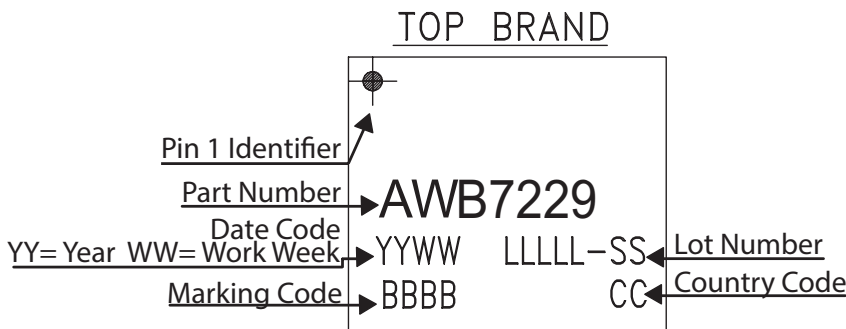 TOP BRAND
Pin 1 Identifier
Part Number AWB7229
Date Code
YY= Year WW= Work Week YYWW LLLLL-SS Lot Number
Marking Code BBBB CC Country Code